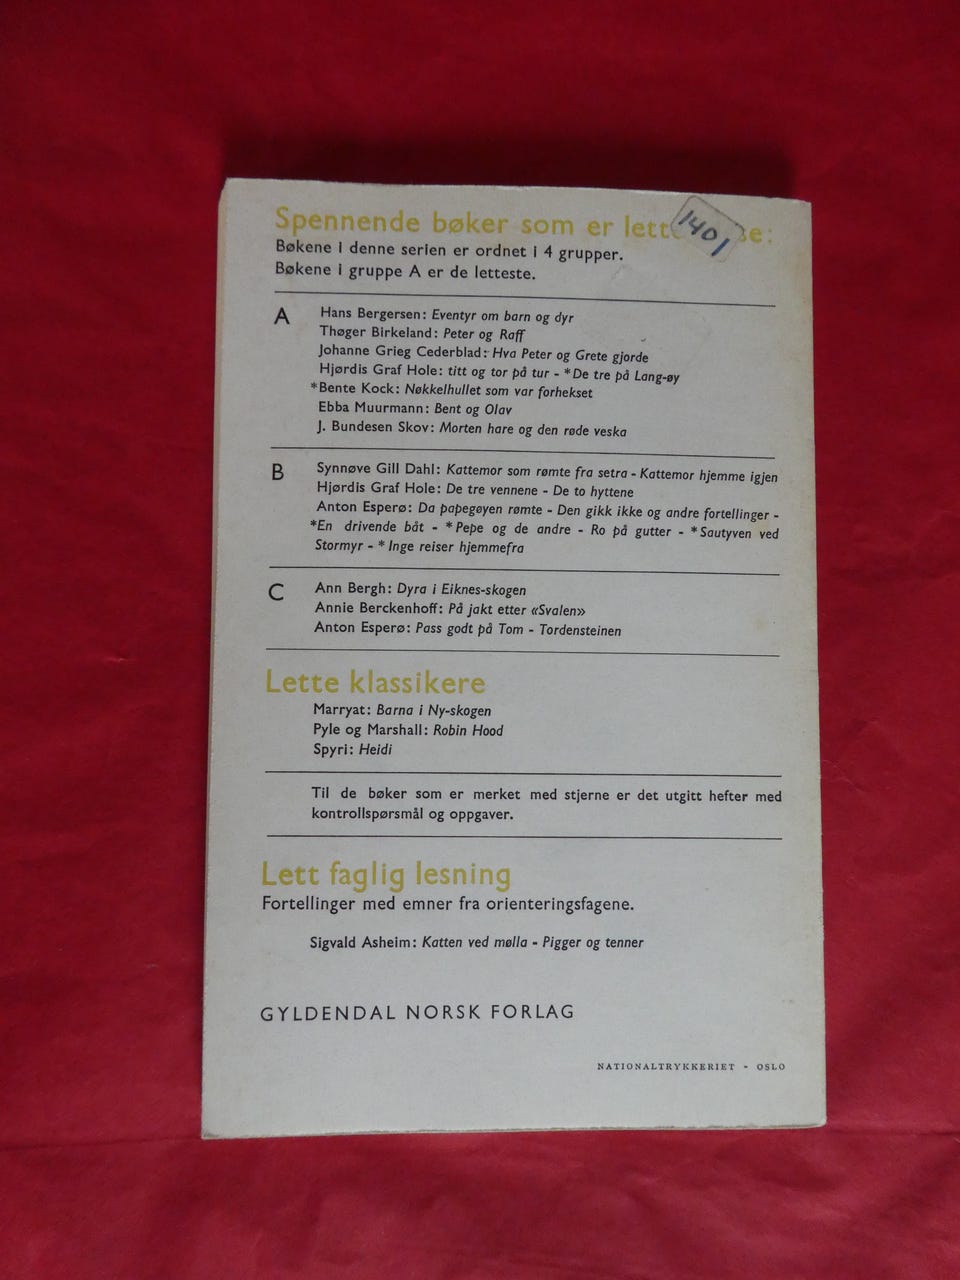 Spennende bøker som er lett
1401
Bøkene i denne serien er ordnet i 4 grupper.
Bøkene i gruppe A er de letteste.
A
Hans Bergersen: Eventyr om barn og dyr
Thøger Birkeland: Peter og Raff
Johanne Grieg Cederblad: Hva Peter og Grete gjorde
Hjørdis Graf Hole: titt og tor på tur - *De tre på Lang-øy
*Bente Kock: Nøkkelhullet som var forhekset
Ebba Muurmann: Bent og Olav
J. Bundesen Skov: Morten hare og den røde veska
B
Synnøve Gill Dahl: Kattemor som rømte fra setra - Kattemor hjemme igjen
Hjørdis Graf Hole: De tre vennene - De to hyttene
Anton Esperø: Da papegøyen rømte - Den gikk ikke og andre fortellinger -
*En drivende båt - *Pepe og de andre - Ro på gutter - *Sautyven ved
Stormyr - *Inge reiser hjemmefra
C
Ann Bergh: Dyra i Eiknes-skogen
Annie Berckenhoff: På jakt etter «Svalen»
Anton Esperø: Pass godt på Tom - Tordensteinen
Lette klassikere
Marryat: Barna i Ny-skogen
Pyle og Marshall: Robin Hood
Spyri: Heidi
Til de bøker som er merket med stjerne er det utgitt hefter med
kontrollspørsmål og oppgaver.
Lett faglig lesning
Fortellinger med emner fra orienteringsfagene.
Sigvald Asheim: Katten ved mølla - Pigger og tenner
GYLDENDAL NORSK FORLAG
NATIONALTRYKKERIET - OSLO